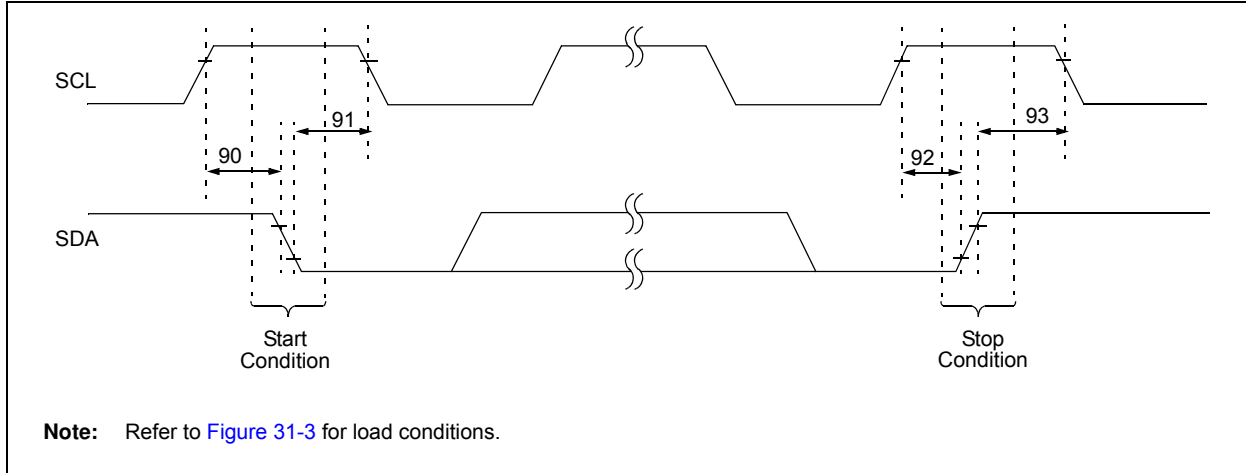 SCL
91
93
90
92
SDA
Start
Condition
Stop
Condition
Note: Refer to Figure 31-3 for load conditions.